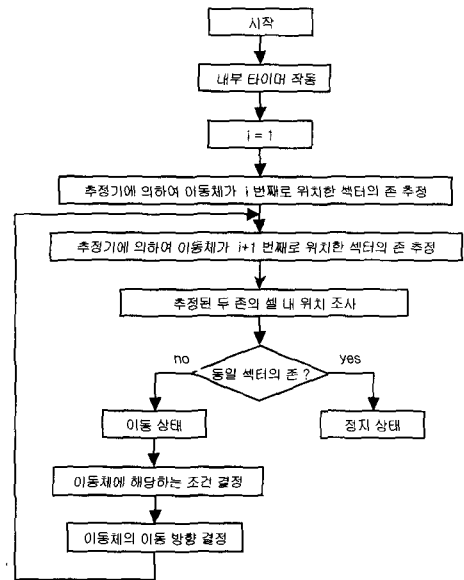 시작
내부 타이머 작동
i = 1
추정기에 의하여 이동체가 i 번째로 위치한 섹터의 존 추정
추정기에 의하여 이동체가 i+1 번째로 위치한 섹터의 존 추정
추정된 두 존의 셀 내 위치 조사
no
동일 섹터의 존 ?
yes
이동 상태
정지 상태
이동체에 해당하는 조건 결정
이동체의 이동 방향 결정